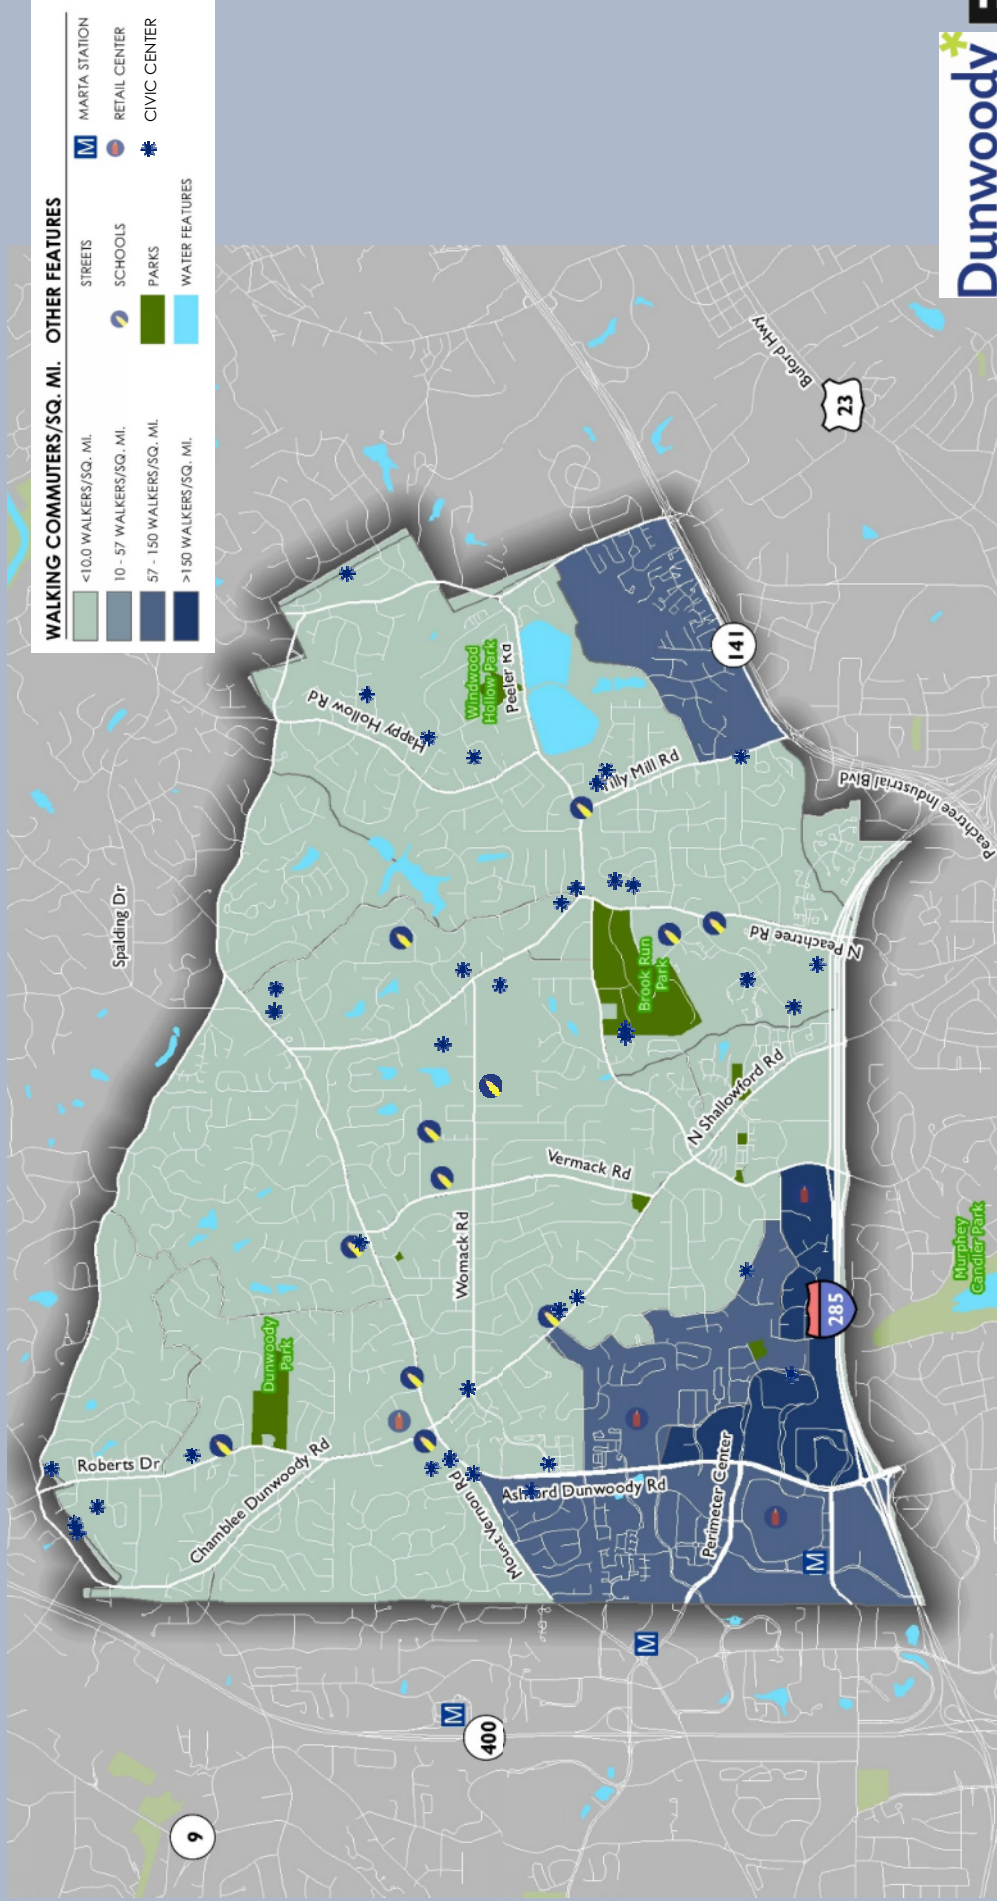 WALKING COMMUTERS/SQ. MI.
<10.0 WALKERS/SQ. MI.
10 - 57 WALKERS/SQ. MI.
57 - 150 WALKERS/SQ. MI.
>150 WALKERS/SQ. MI.
OTHER FEATURES
STREETS
SCHOOLS
PARKS
WATER FEATURES
M MARTA STATION
RETAIL CENTER
CIVIC CENTER
Dunwoody
9
400
M
M
M
Spalding Dr
Roberts Dr
Chamblee Dunwoody Rd
Dunwoody
Park
Mount Vernon Rd
Ashford Dunwoody Rd
Perimeter Center
Womack Rd
Vermack Rd
N Shallowford Rd
Brook Run
Park
N Peachtree Rd
Tilly Mill Rd
Happy Hollow Rd
Windwood
Hollow Park
Peeler Rd
141
285
Murphey
Candler Park
Peachtree Industrial Blvd
Buford Hwy
23